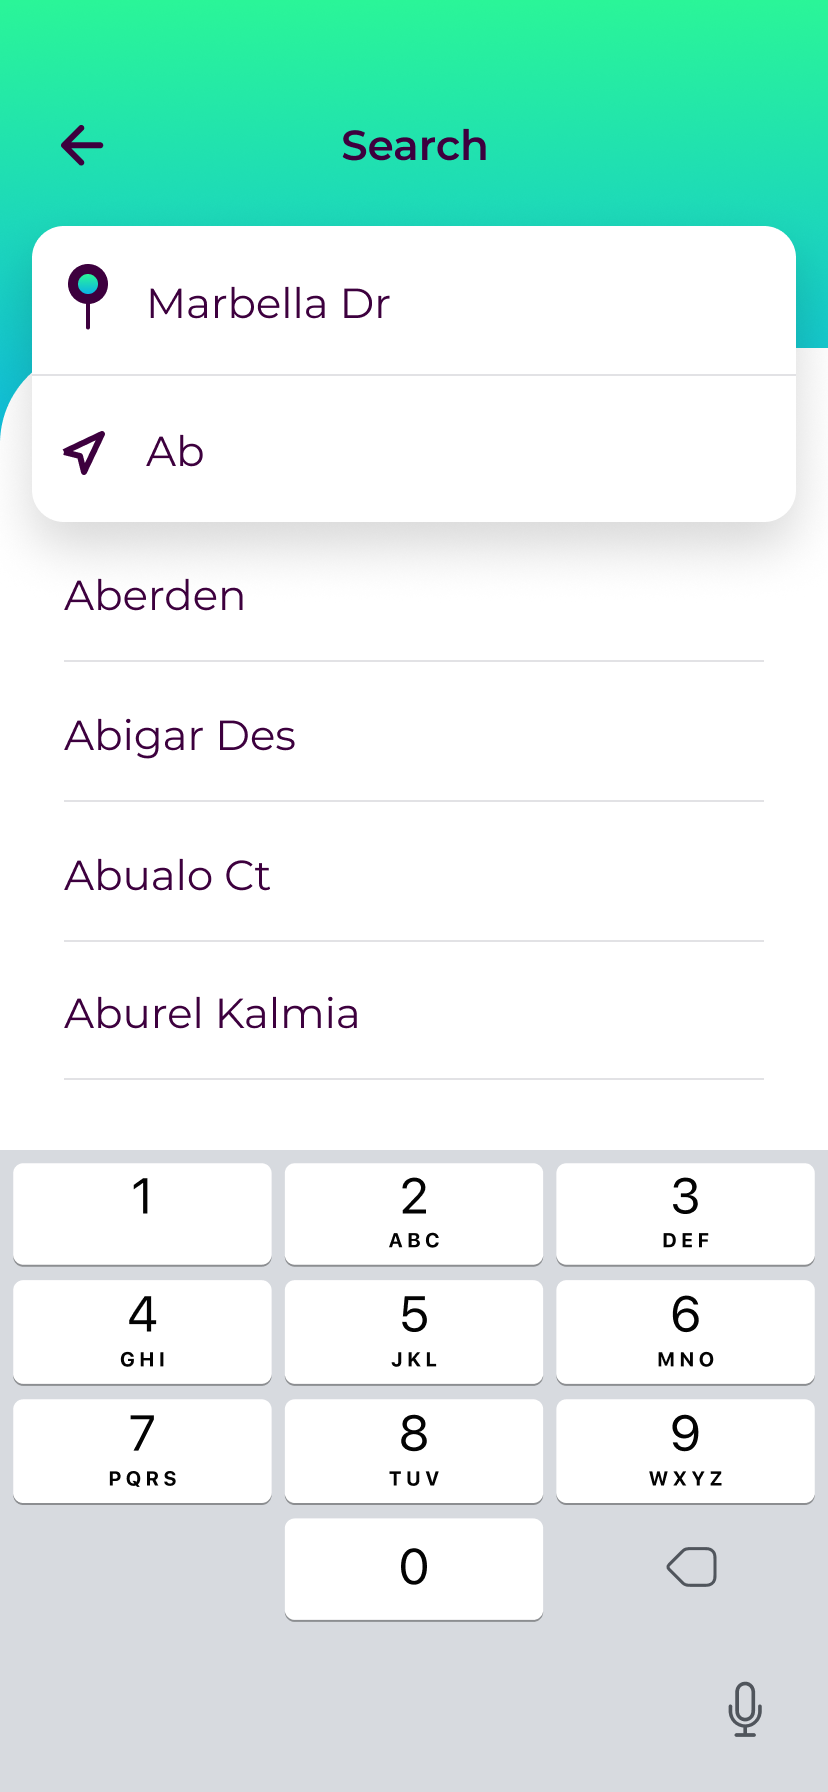 Search
Marbella Dr
Ab
Aberden
Abigar Des
Abualo Ct
Aburel Kalmia
1 2 3
ABC DEF
4 5 6
GHI JKL MNO
7 8 9
PQRS TUV WXYZ
0